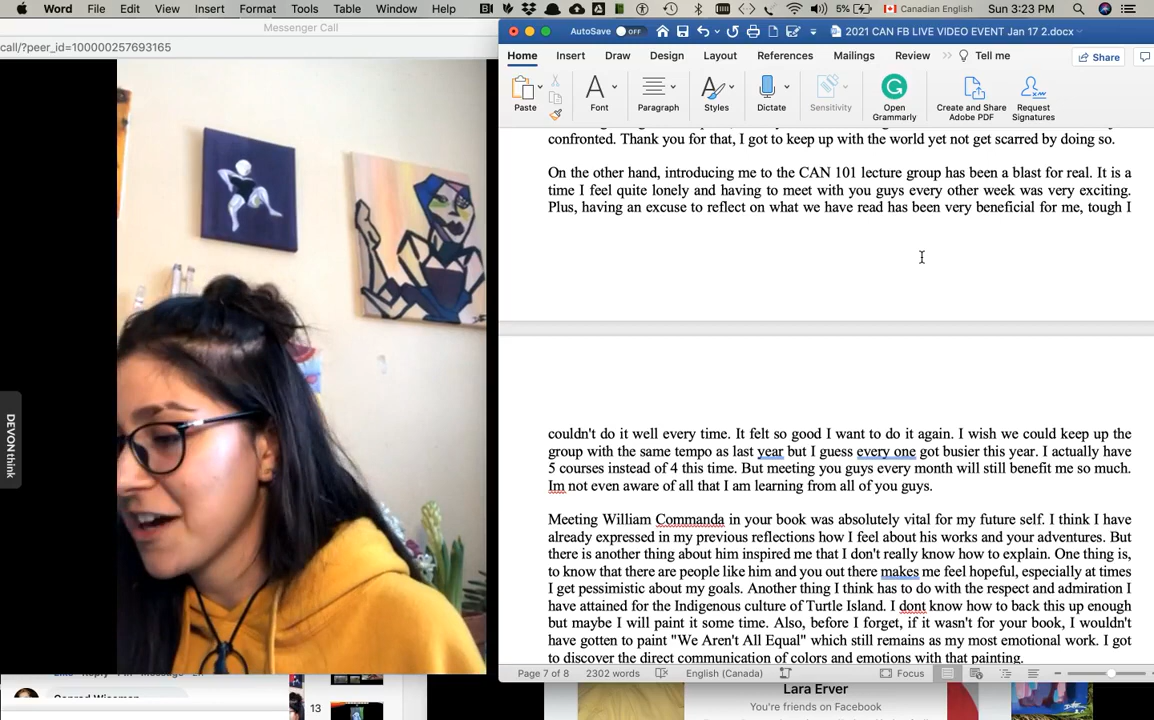 Word File Edit View Insert Format Tools Table Window Help 5% Canadian English Sun 3:23 PM
Messenger Call
call/?peer_id=100000257693165
AutoSave OFF 2021 CAN FB LIVE VIDEO EVENT Jan 17 2.docx
Home Insert Draw Design Layout References Mailings Review Tell me Share
Paste Font Paragraph Styles Dictate Sensitivity Open Grammarly Create and Share Adobe PDF Request Signatures
confronted. Thank you for that, I got to keep up with the world yet not get scarred by doing so.
On the other hand, introducing me to the CAN 101 lecture group has been a blast for real. It is a
time I feel quite lonely and having to meet with you guys every other week was very exciting.
Plus, having an excuse to reflect on what we have read has been very beneficial for me, tough I
couldn't do it well every time. It felt so good I want to do it again. I wish we could keep up the
group with the same tempo as last year but I guess every one got busier this year. I actually have
5 courses instead of 4 this time. But meeting you guys every month will still benefit me so much.
Im not even aware of all that I am learning from all of you guys.
Meeting William Commanda in your book was absolutely vital for my future self. I think I have
already expressed in my previous reflections how I feel about his works and your adventures. But
there is another thing about him inspired me that I don't really know how to explain. One thing is,
to know that there are people like him and you out there makes me feel hopeful, especially at times
I get pessimistic about my goals. Another thing I think has to do with the respect and admiration I
have attained for the Indigenous culture of Turtle Island. I dont know how to back this up enough
but maybe I will paint it some time. Also, before I forget, if it wasn't for your book, I wouldn't
have gotten to paint "We Aren't All Equal" which still remains as my most emotional work. I got
to discover the direct communication of colors and emotions with that painting.
Page 7 of 8 2302 words English (Canada) Focus
DEVONthink
13
Lara Erver
You're friends on Facebook